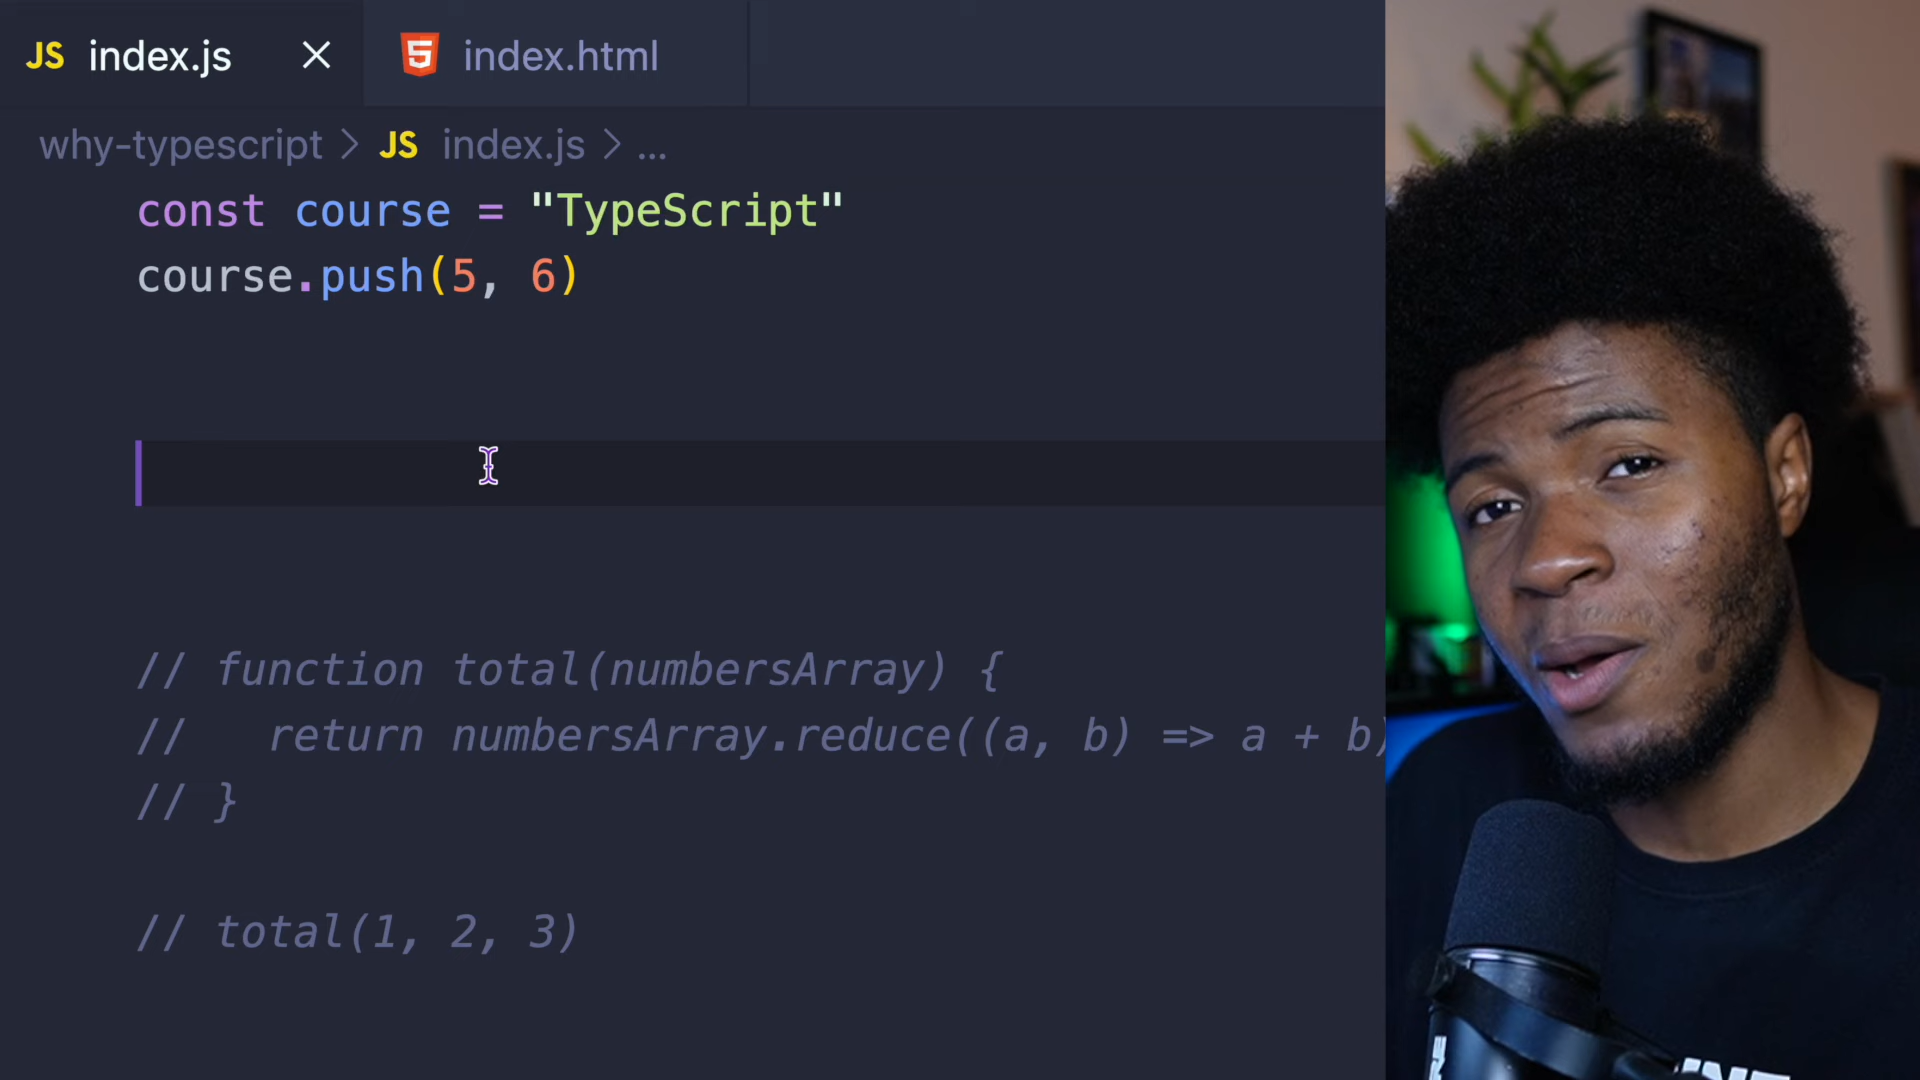 JS index.js × 5 index.html
why-typescript > JS index.js > ...
const course = "TypeScript"
course.push(5, 6)
// function total(numbersArray) {
//   return numbersArray.reduce((a, b) => a + b)
// }
// total(1, 2, 3)